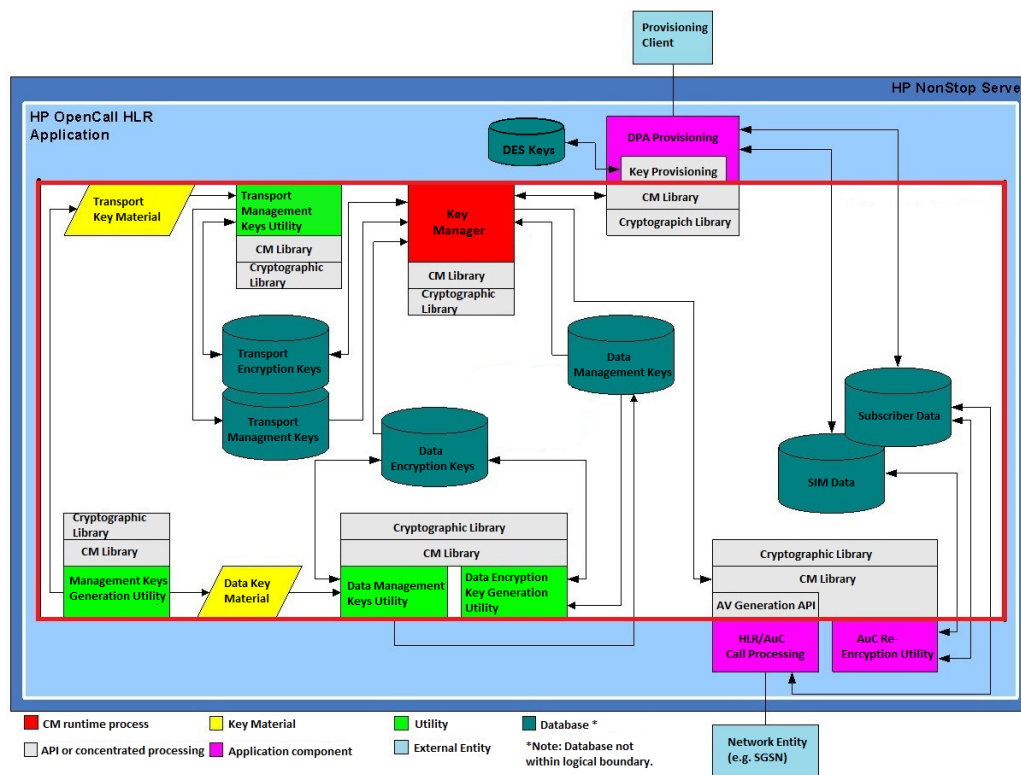 Provisioning
Client
HP NonStop Serve
HP OpenCall HLR
Application
DES Keys
DPA Provisioning
Key Provisioning
CM Library
Cryptograpich Library
Transport
Key Material
Transport
Management
Keys Utility
CM Library
Cryptographic
Library
Key
Manager
CM Library
Cryptographic
Library
Transport
Encryption Keys
Transport
Managment Keys
Data
Management Keys
Data
Encryption Keys
Subscriber Data
SIM Data
Cryptographic
Library
CM Library
Management Keys
Generation Utility
Data Key
Material
Cryptographic Library
CM Library
Data Management
Keys Utility
Data Encryption
Key Generation
Utility
Cryptographic Library
CM Library
AV Generation API
HLR/AuC
Call Processing
AuC Re-
Enrcyption Utility
CM runtime process
Key Material
Utility
Database *
API or concentrated processing
Application component
External Entity
*Note: Database not
within logical boundary.
Network Entity
(e.g. SGSN)